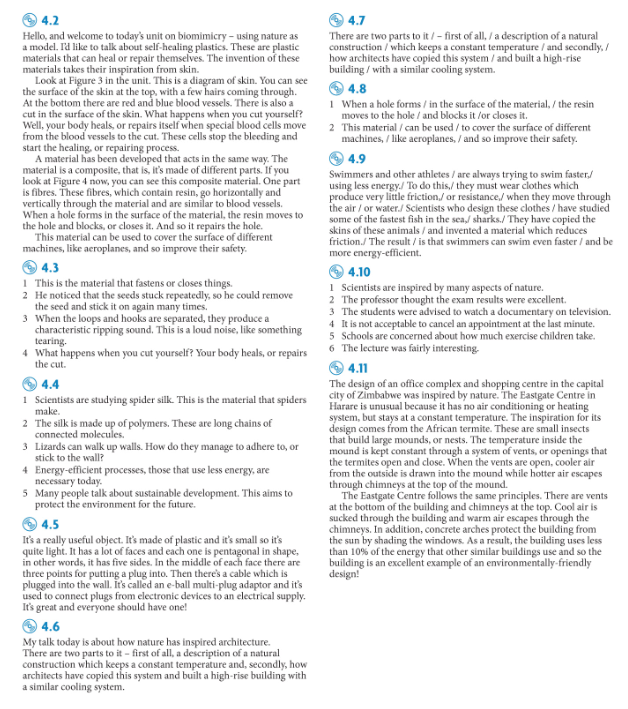 4.2
Hello, and welcome to today's unit on biomimicry – using nature as
a model. I'd like to talk about self-healing plastics. These are plastic
materials that can heal or repair themselves. The invention of these
materials takes their inspiration from skin.
Look at Figure 3 in the unit. This is a diagram of skin. You can see
the surface of the skin at the top, with a few hairs coming through.
At the bottom there are red and blue blood vessels. There is also a
cut in the surface of the skin. What happens when you cut yourself?
Well, your body heals, or repairs itself when special blood cells move
from the blood vessels to the cut. These cells stop the bleeding and
start the healing, or repairing process.
A material has been developed that acts in the same way. The
material is a composite, that is, it's made of different parts. If you
look at Figure 4 now, you can see this composite material. One part
is fibres. These fibres, which contain resin, go horizontally and
vertically through the material and are similar to blood vessels.
When a hole forms in the surface of the material, the resin moves to
the hole and blocks, or closes it. And so it repairs the hole.
This material can be used to cover the surface of different
machines, like aeroplanes, and so improve their safety.
4.3
1 This is the material that fastens or closes things.
2 He noticed that the seeds stuck repeatedly, so he could remove
the seed and stick it on again many times.
3 When the loops and hooks are separated, they produce a
characteristic ripping sound. This is a loud noise, like something
tearing.
4 What happens when you cut yourself? Your body heals, or repairs
the cut.
4.4
1 Scientists are studying spider silk. This is the material that spiders
make.
2 The silk is made up of polymers. These are long chains of
connected molecules.
3 Lizards can walk up walls. How do they manage to adhere to, or
stick to the wall?
4 Energy-efficient processes, those that use less energy, are
necessary today.
5 Many people talk about sustainable development. This aims to
protect the environment for the future.
4.5
It's a really useful object. It's made of plastic and it's small so it's
quite light. It has a lot of faces and each one is pentagonal in shape,
in other words, it has five sides. In the middle of each face there are
three points for putting a plug into. Then there's a cable which is
plugged into the wall. It's called an e-ball multi-plug adaptor and it's
used to connect plugs from electronic devices to an electrical supply.
It's great and everyone should have one!
4.6
My talk today is about how nature has inspired architecture.
There are two parts to it – first of all, a description of a natural
construction which keeps a constant temperature and, secondly, how
architects have copied this system and built a high-rise building with
a similar cooling system.
4.7
There are two parts to it / – first of all, / a description of a natural
construction / which keeps a constant temperature / and secondly, /
how architects have copied this system / and built a high-rise
building / with a similar cooling system.
4.8
1 When a hole forms / in the surface of the material, / the resin
moves to the hole / and blocks it /or closes it.
2 This material / can be used / to cover the surface of different
machines, / like aeroplanes, / and so improve their safety.
4.9
Swimmers and other athletes / are always trying to swim faster,/
using less energy./ To do this,/ they must wear clothes which
produce very little friction,/ or resistance,/ when they move through
the air / or water./ Scientists who design these clothes / have studied
some of the fastest fish in the sea,/ sharks./ They have copied the
skins of these animals / and invented a material which reduces
friction./ The result / is that swimmers can swim even faster / and be
more energy-efficient.
4.10
1 Scientists are inspired by many aspects of nature.
2 The professor thought the exam results were excellent.
3 The students were advised to watch a documentary on television.
4 It is not acceptable to cancel an appointment at the last minute.
5 Schools are concerned about how much exercise children take.
6 The lecture was fairly interesting.
4.11
The design of an office complex and shopping centre in the capital
city of Zimbabwe was inspired by nature. The Eastgate Centre in
Harare is unusual because it has no air conditioning or heating
system, but stays at a constant temperature. The inspiration for its
design comes from the African termite. These are small insects
that build large mounds, or nests. The temperature inside the
mound is kept constant through a system of vents, or openings that
the termites open and close. When the vents are open, cooler air
from the outside is drawn into the mound while hotter air escapes
through chimneys at the top of the mound.
The Eastgate Centre follows the same principles. There are vents
at the bottom of the building and chimneys at the top. Cool air is
sucked through the building and warm air escapes through the
chimneys. In addition, concrete arches protect the building from
the sun by shading the windows. As a result, the building uses less
than 10% of the energy that other similar buildings use and so the
building is an excellent example of an environmentally-friendly
design!